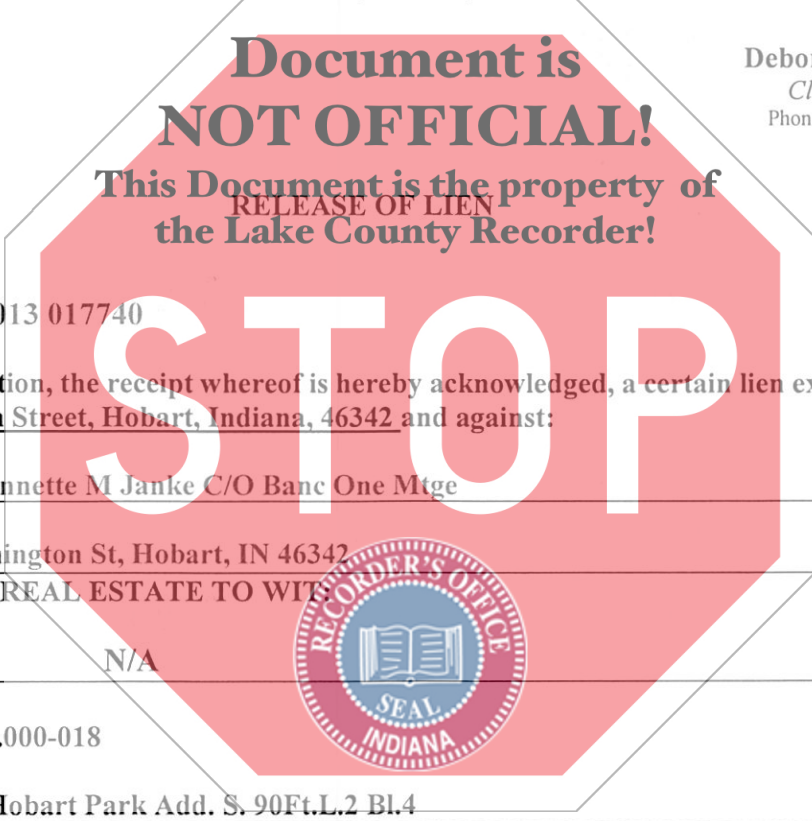 Document is
NOT OFFICIAL!
This Document is the property of
the Lake County Recorder!
Debor
Cl
Phon
RELEASE OF LIEN
013 017740
tion, the receipt whereof is hereby acknowledged, a certain lien ex
Street, Hobart, Indiana, 46342 and against:
nnette M Janke C/O Banc One Mtge
ington St, Hobart, IN 46342
REAL ESTATE TO WIT:
N/A
.000-018
Hobart Park Add. S. 90Ft.L.2 Bl.4
STOP
RECORDER'S OFFICE
SEAL
INDIANA